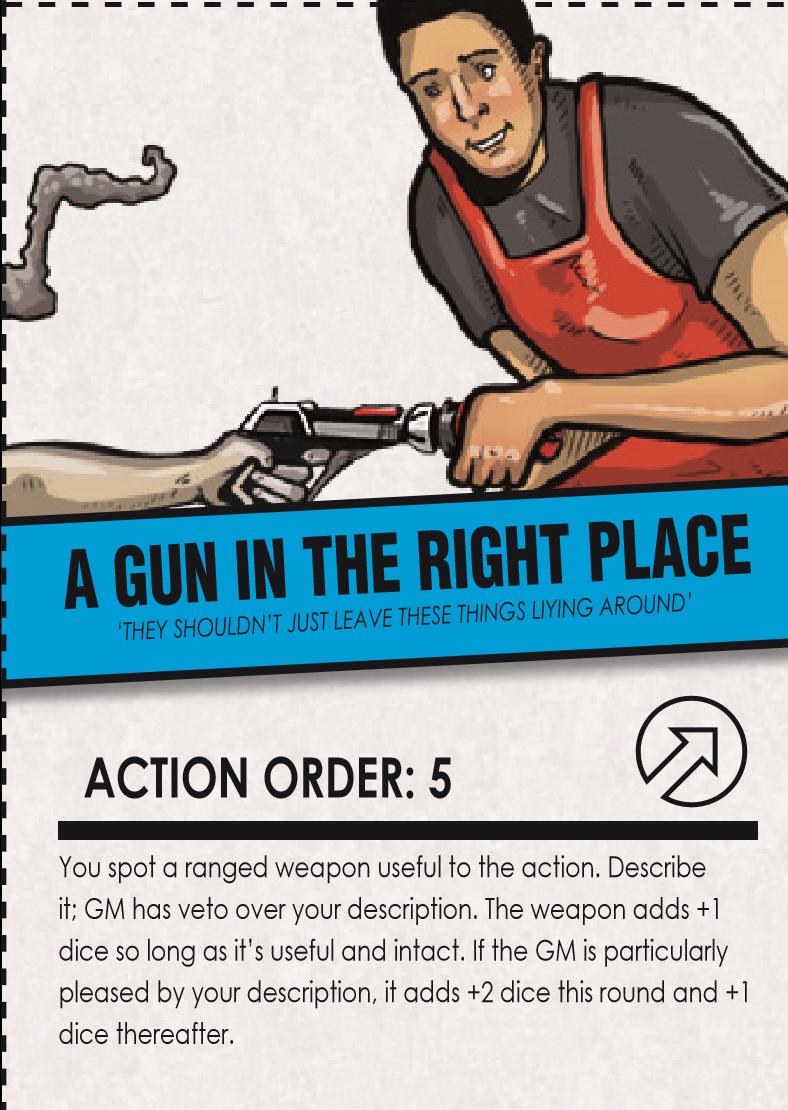 A GUN IN THE RIGHT PLACE
‘THEY SHOULDN’T JUST LEAVE THESE THINGS LIYING AROUND’
ACTION ORDER: 5
You spot a ranged weapon useful to the action. Describe
it; GM has veto over your description. The weapon adds +1
dice so long as it’s useful and intact. If the GM is particularly
pleased by your description, it adds +2 dice this round and +1
dice thereafter.